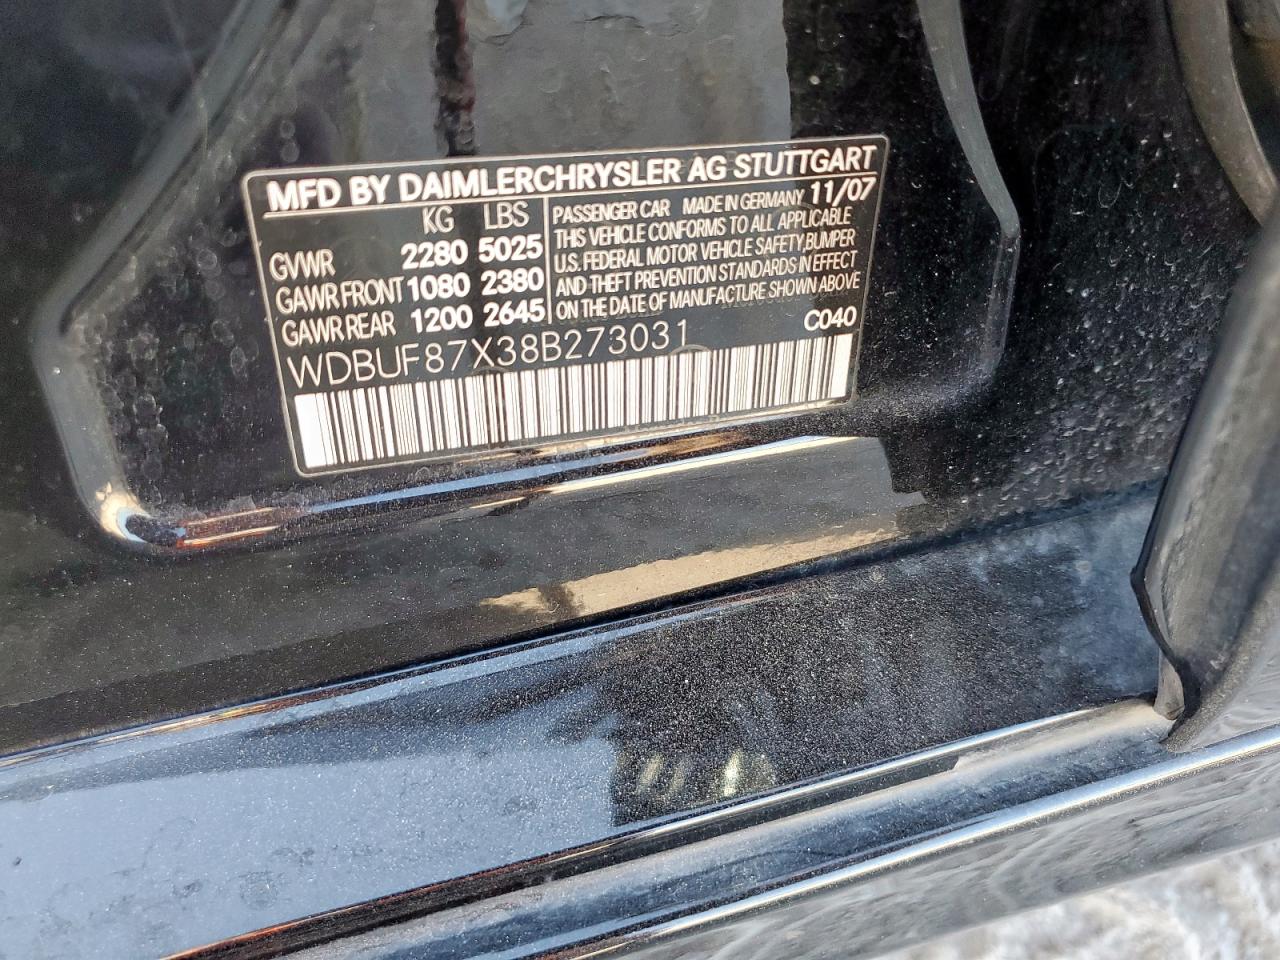 MFD BY DAIMLERCHRYSLER AG STUTTGART
KG LBS
GVWR 2280 5025
GAWR FRONT 1080 2380
GAWR REAR 1200 2645
PASSENGER CAR MADE IN GERMANY 11/07
THIS VEHICLE CONFORMS TO ALL APPLICABLE
U.S. FEDERAL MOTOR VEHICLE SAFETY, BUMPER
AND THEFT PREVENTION STANDARDS IN EFFECT
ON THE DATE OF MANUFACTURE SHOWN ABOVE
WDBUF87X38B273031 C040